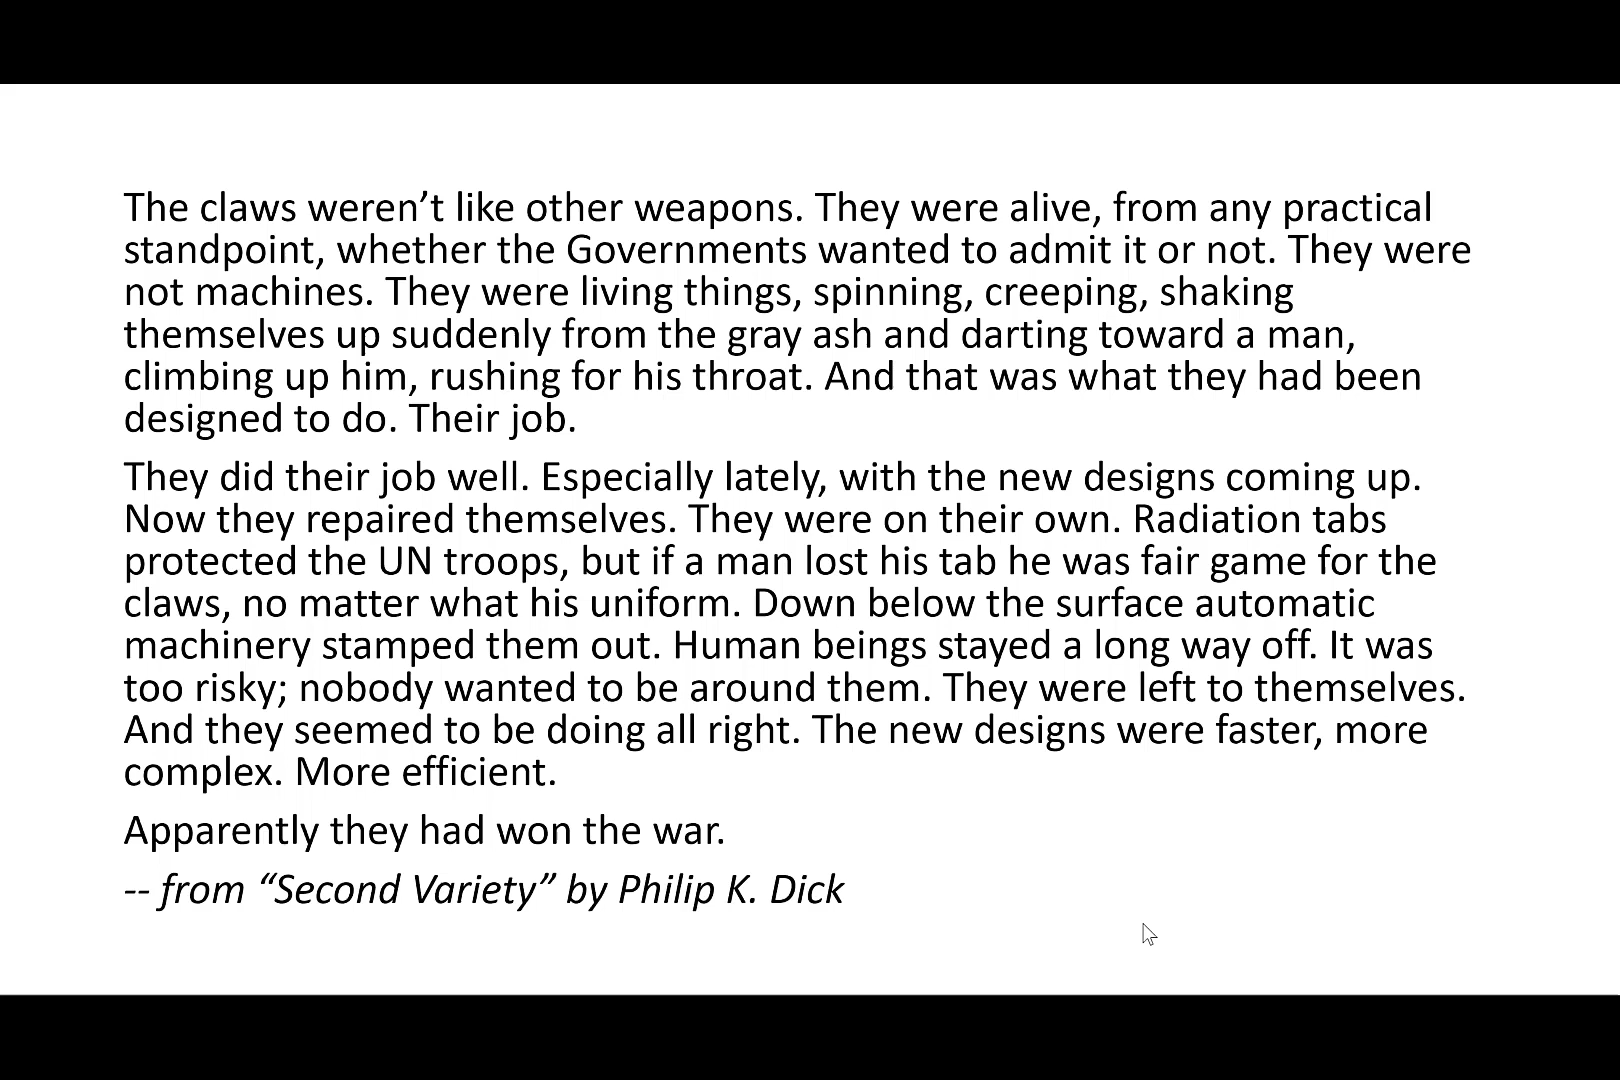 The claws weren’t like other weapons. They were alive, from any practical
standpoint, whether the Governments wanted to admit it or not. They were
not machines. They were living things, spinning, creeping, shaking
themselves up suddenly from the gray ash and darting toward a man,
climbing up him, rushing for his throat. And that was what they had been
designed to do. Their job.
They did their job well. Especially lately, with the new designs coming up.
Now they repaired themselves. They were on their own. Radiation tabs
protected the UN troops, but if a man lost his tab he was fair game for the
claws, no matter what his uniform. Down below the surface automatic
machinery stamped them out. Human beings stayed a long way off. It was
too risky; nobody wanted to be around them. They were left to themselves.
And they seemed to be doing all right. The new designs were faster, more
complex. More efficient.
Apparently they had won the war.
-- from “Second Variety” by Philip K. Dick